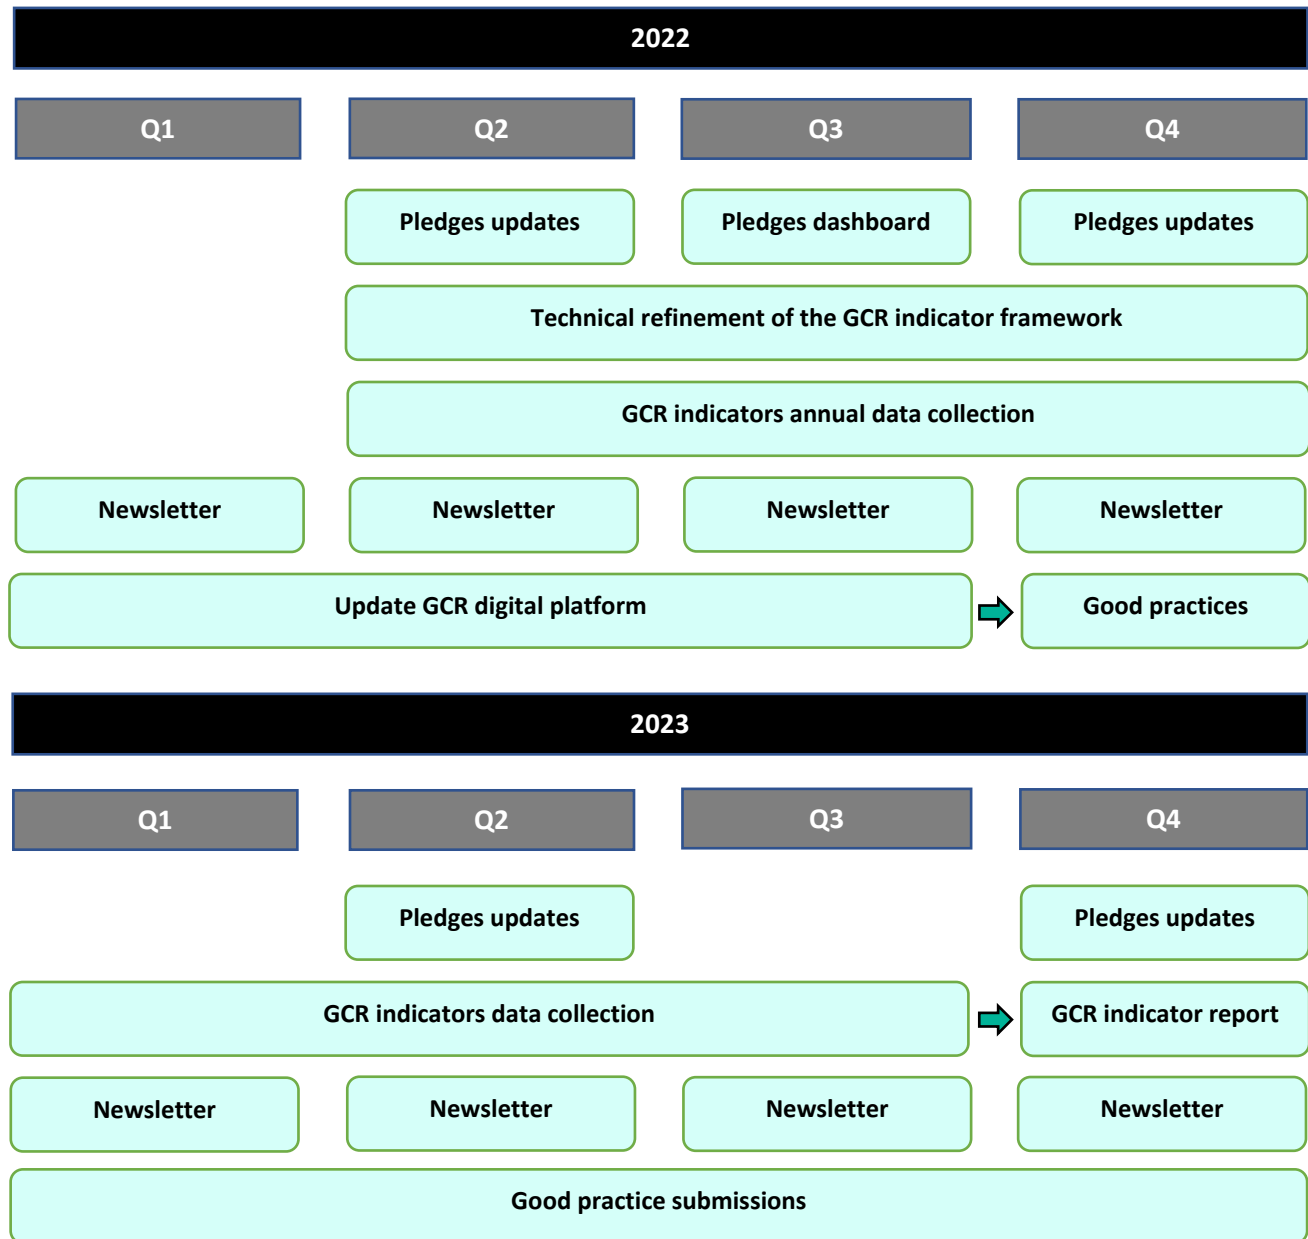 2022
Q1 Q2 Q3 Q4
Pledges updates Pledges dashboard Pledges updates
Technical refinement of the GCR indicator framework
GCR indicators annual data collection
Newsletter Newsletter Newsletter Newsletter
Update GCR digital platform Good practices
2023
Q1 Q2 Q3 Q4
Pledges updates Pledges updates
GCR indicators data collection GCR indicator report
Newsletter Newsletter Newsletter Newsletter
Good practice submissions